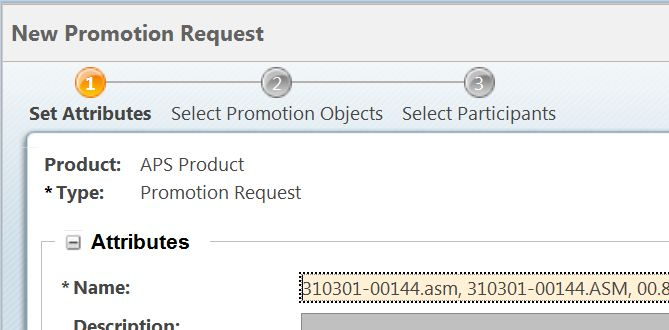 New Promotion Request
1 2 3
Set Attributes Select Promotion Objects Select Participants
Product: APS Product
* Type: Promotion Request
Attributes
* Name: 310301-00144.asm, 310301-00144.ASM, 00.8
Description: